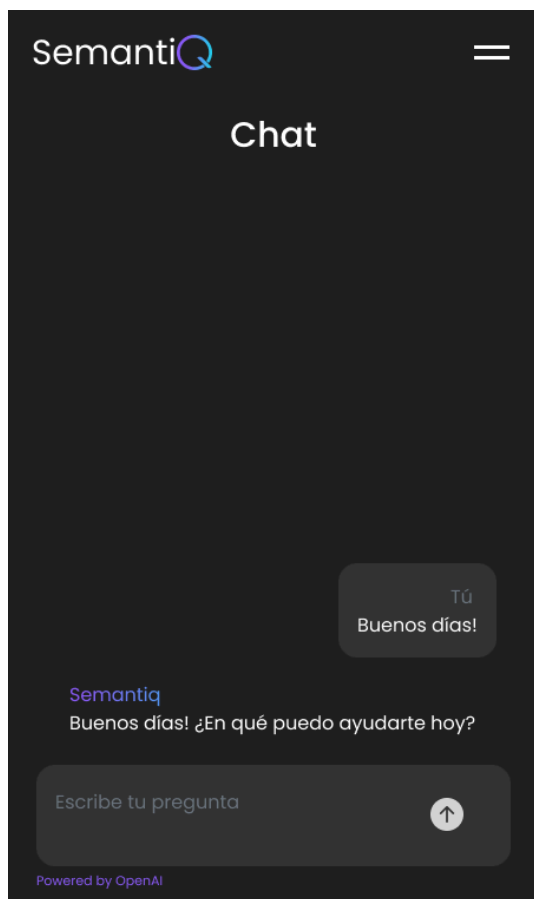 SemantiQ
Chat
Tú
Buenos días!
Semantiq
Buenos días! ¿En qué puedo ayudarte hoy?
Escribe tu pregunta
Powered by OpenAI